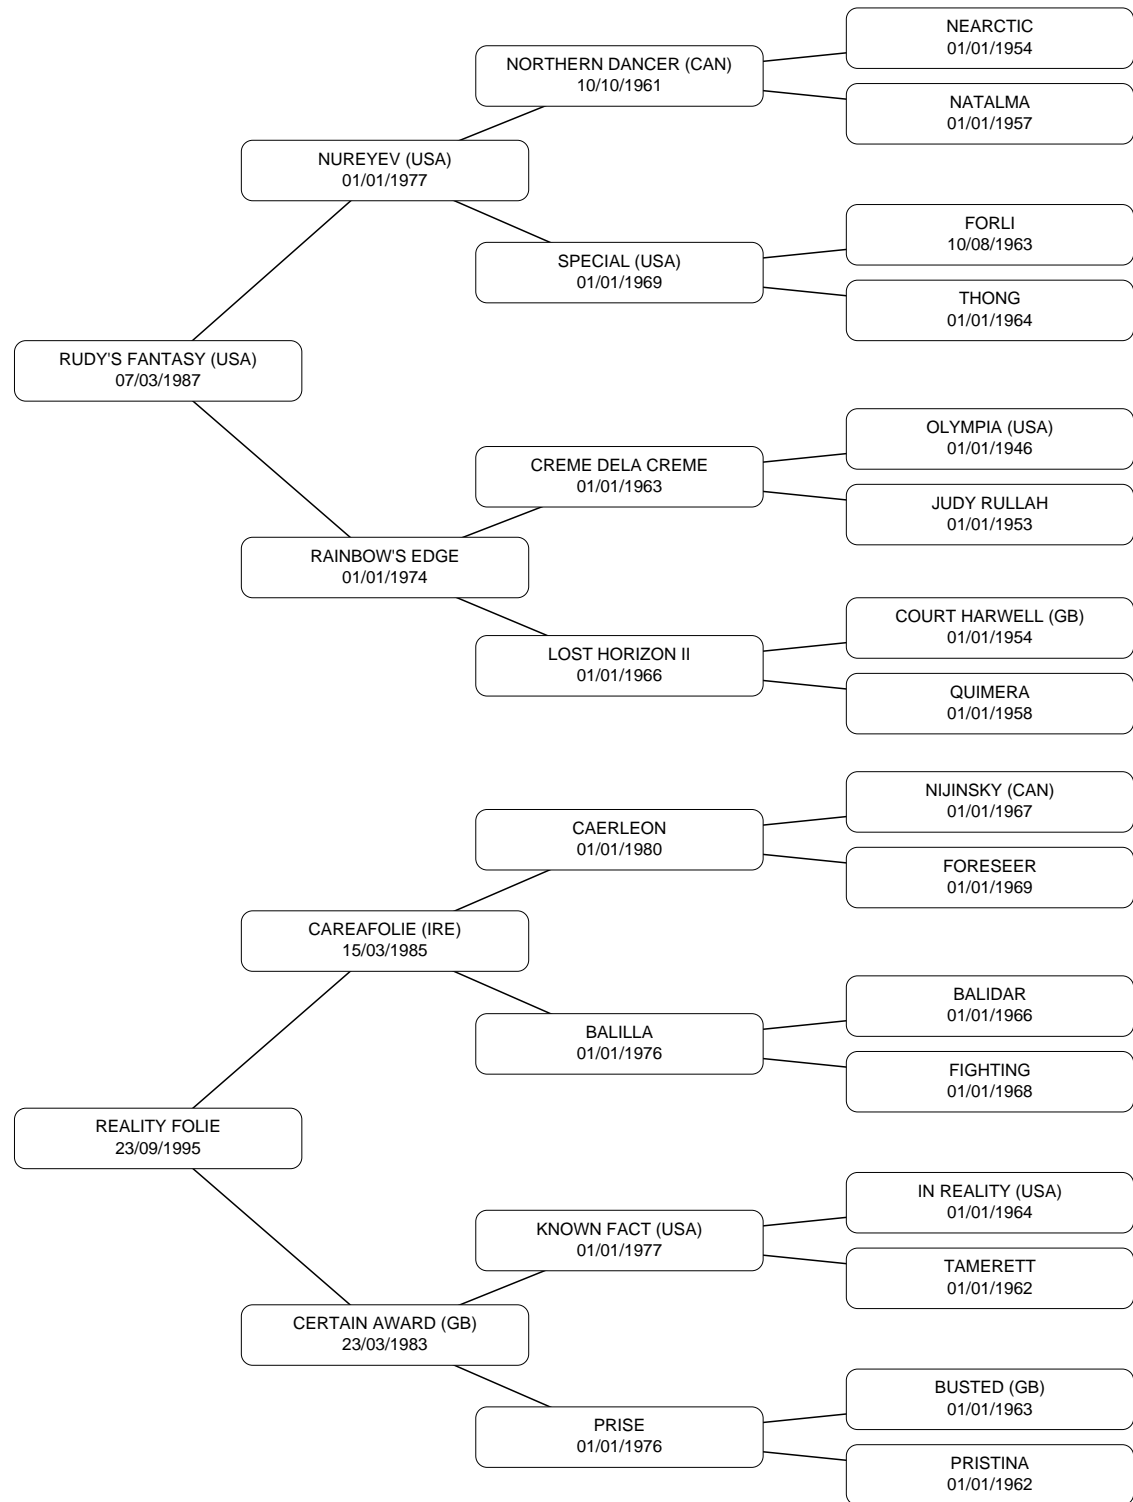 NEARCTIC
01/01/1954
NORTHERN DANCER (CAN)
10/10/1961
NATALMA
01/01/1957
NUREYEV (USA)
01/01/1977
FORLI
10/08/1963
SPECIAL (USA)
01/01/1969
THONG
01/01/1964
RUDY'S FANTASY (USA)
07/03/1987
OLYMPIA (USA)
01/01/1946
CREME DELA CREME
01/01/1963
JUDY RULLAH
01/01/1953
RAINBOW'S EDGE
01/01/1974
COURT HARWELL (GB)
01/01/1954
LOST HORIZON II
01/01/1966
QUIMERA
01/01/1958
NIJINSKY (CAN)
01/01/1967
CAERLEON
01/01/1980
FORESEER
01/01/1969
CAREAFOLIE (IRE)
15/03/1985
BALIDAR
01/01/1966
BALILLA
01/01/1976
FIGHTING
01/01/1968
REALITY FOLIE
23/09/1995
IN REALITY (USA)
01/01/1964
KNOWN FACT (USA)
01/01/1977
TAMERETT
01/01/1962
CERTAIN AWARD (GB)
23/03/1983
BUSTED (GB)
01/01/1963
PRISE
01/01/1976
PRISTINA
01/01/1962